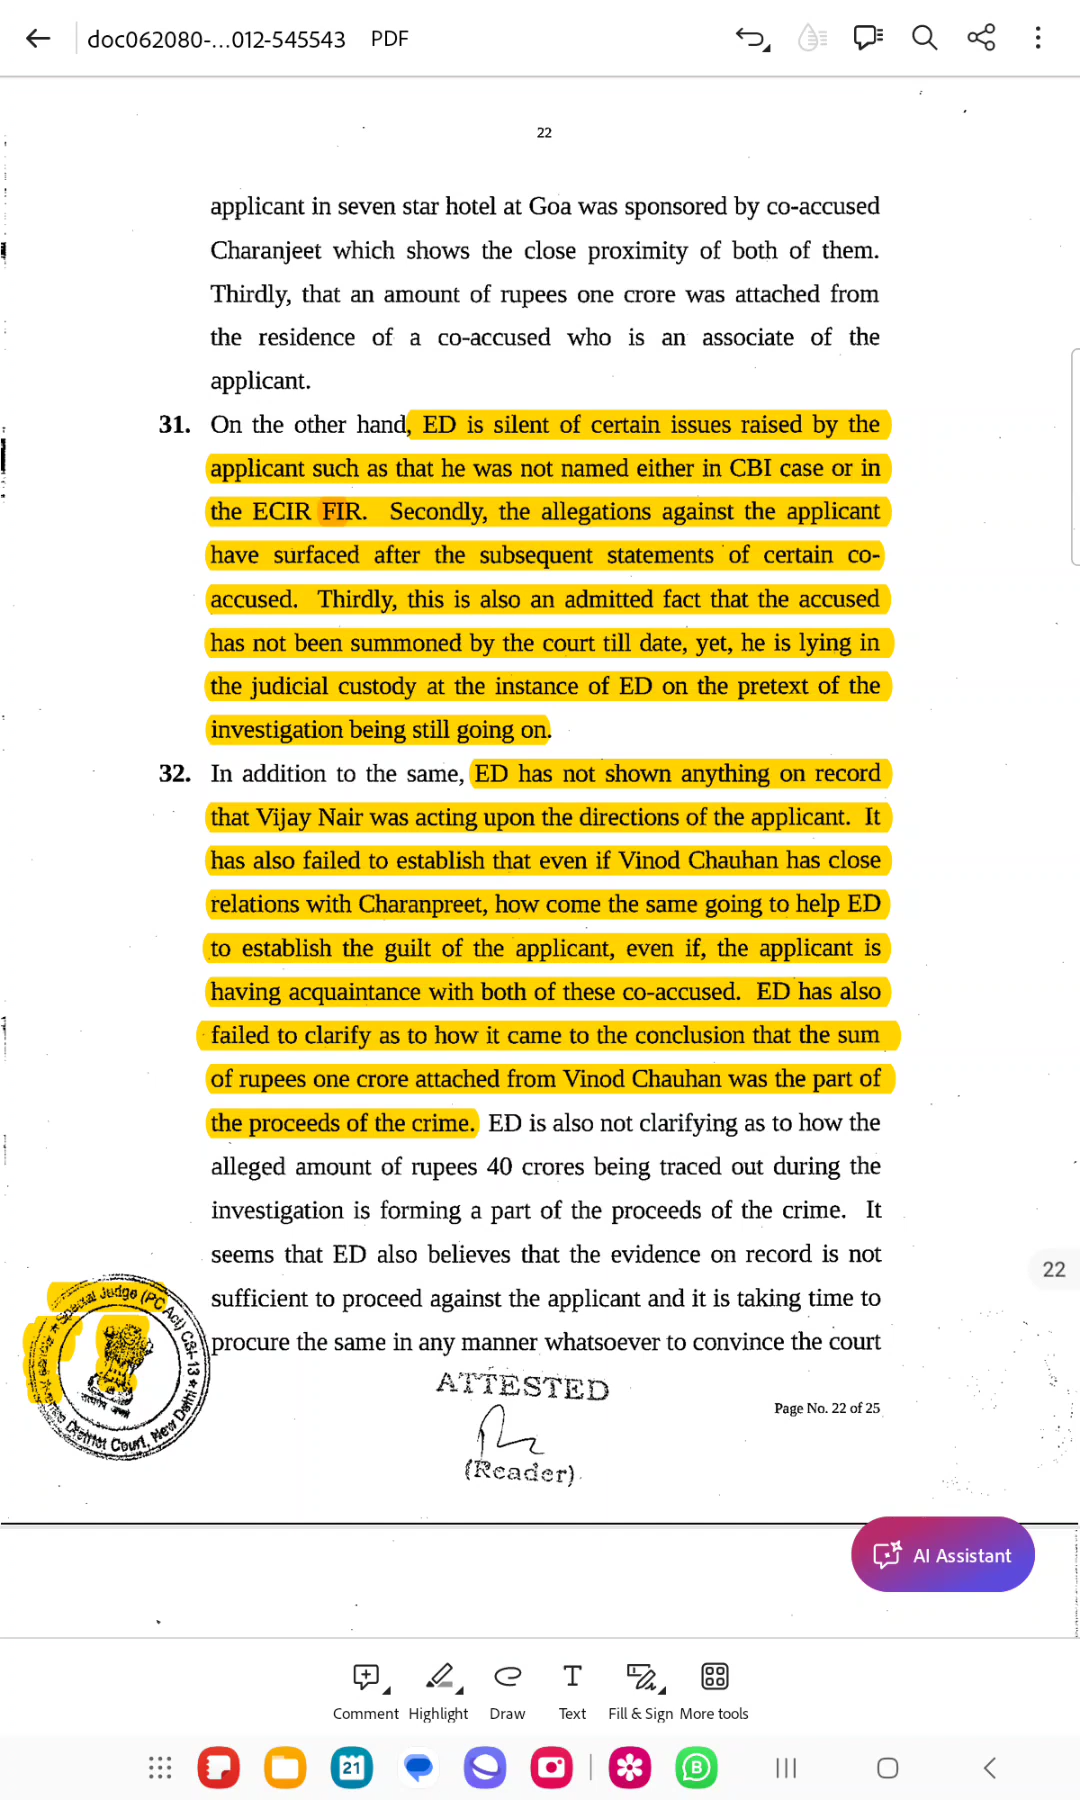 doc062080-...012-545543 PDF
22
applicant in seven star hotel at Goa was sponsored by co-accused
Charanjeet which shows the close proximity of both of them.
Thirdly, that an amount of rupees one crore was attached from
the residence of a co-accused who is an associate of the
applicant.
31. On the other hand, ED is silent of certain issues raised by the
applicant such as that he was not named either in CBI case or in
the ECIR FIR. Secondly, the allegations against the applicant
have surfaced after the subsequent statements of certain co-
accused. Thirdly, this is also an admitted fact that the accused
has not been summoned by the court till date, yet, he is lying in
the judicial custody at the instance of ED on the pretext of the
investigation being still going on.
32. In addition to the same, ED has not shown anything on record
that Vijay Nair was acting upon the directions of the applicant. It
has also failed to establish that even if Vinod Chauhan has close
relations with Charanpreet, how come the same going to help ED
to establish the guilt of the applicant, even if, the applicant is
having acquaintance with both of these co-accused. ED has also
failed to clarify as to how it came to the conclusion that the sum
of rupees one crore attached from Vinod Chauhan was the part of
the proceeds of the crime. ED is also not clarifying as to how the
alleged amount of rupees 40 crores being traced out during the
investigation is forming a part of the proceeds of the crime. It
seems that ED also believes that the evidence on record is not
22
sufficient to proceed against the applicant and it is taking time to
procure the same in any manner whatsoever to convince the court
Special Judge (PC Act) CBI-13
District Court, New Delhi
ATTESTED
(Reader)
Page No. 22 of 25
AI Assistant
Comment Highlight Draw Text Fill & Sign More tools
21
B